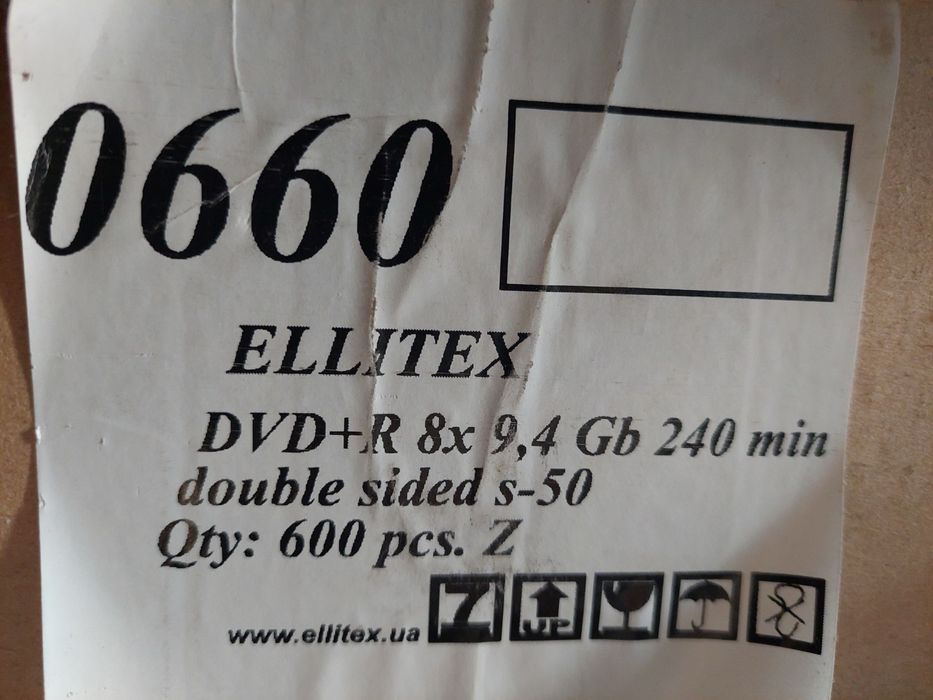 0660
ELLITEX
DVD+R 8x 9,4 Gb 240 min
double sided s-50
Qty: 600 pcs. Z
www.ellitex.ua 7 UP